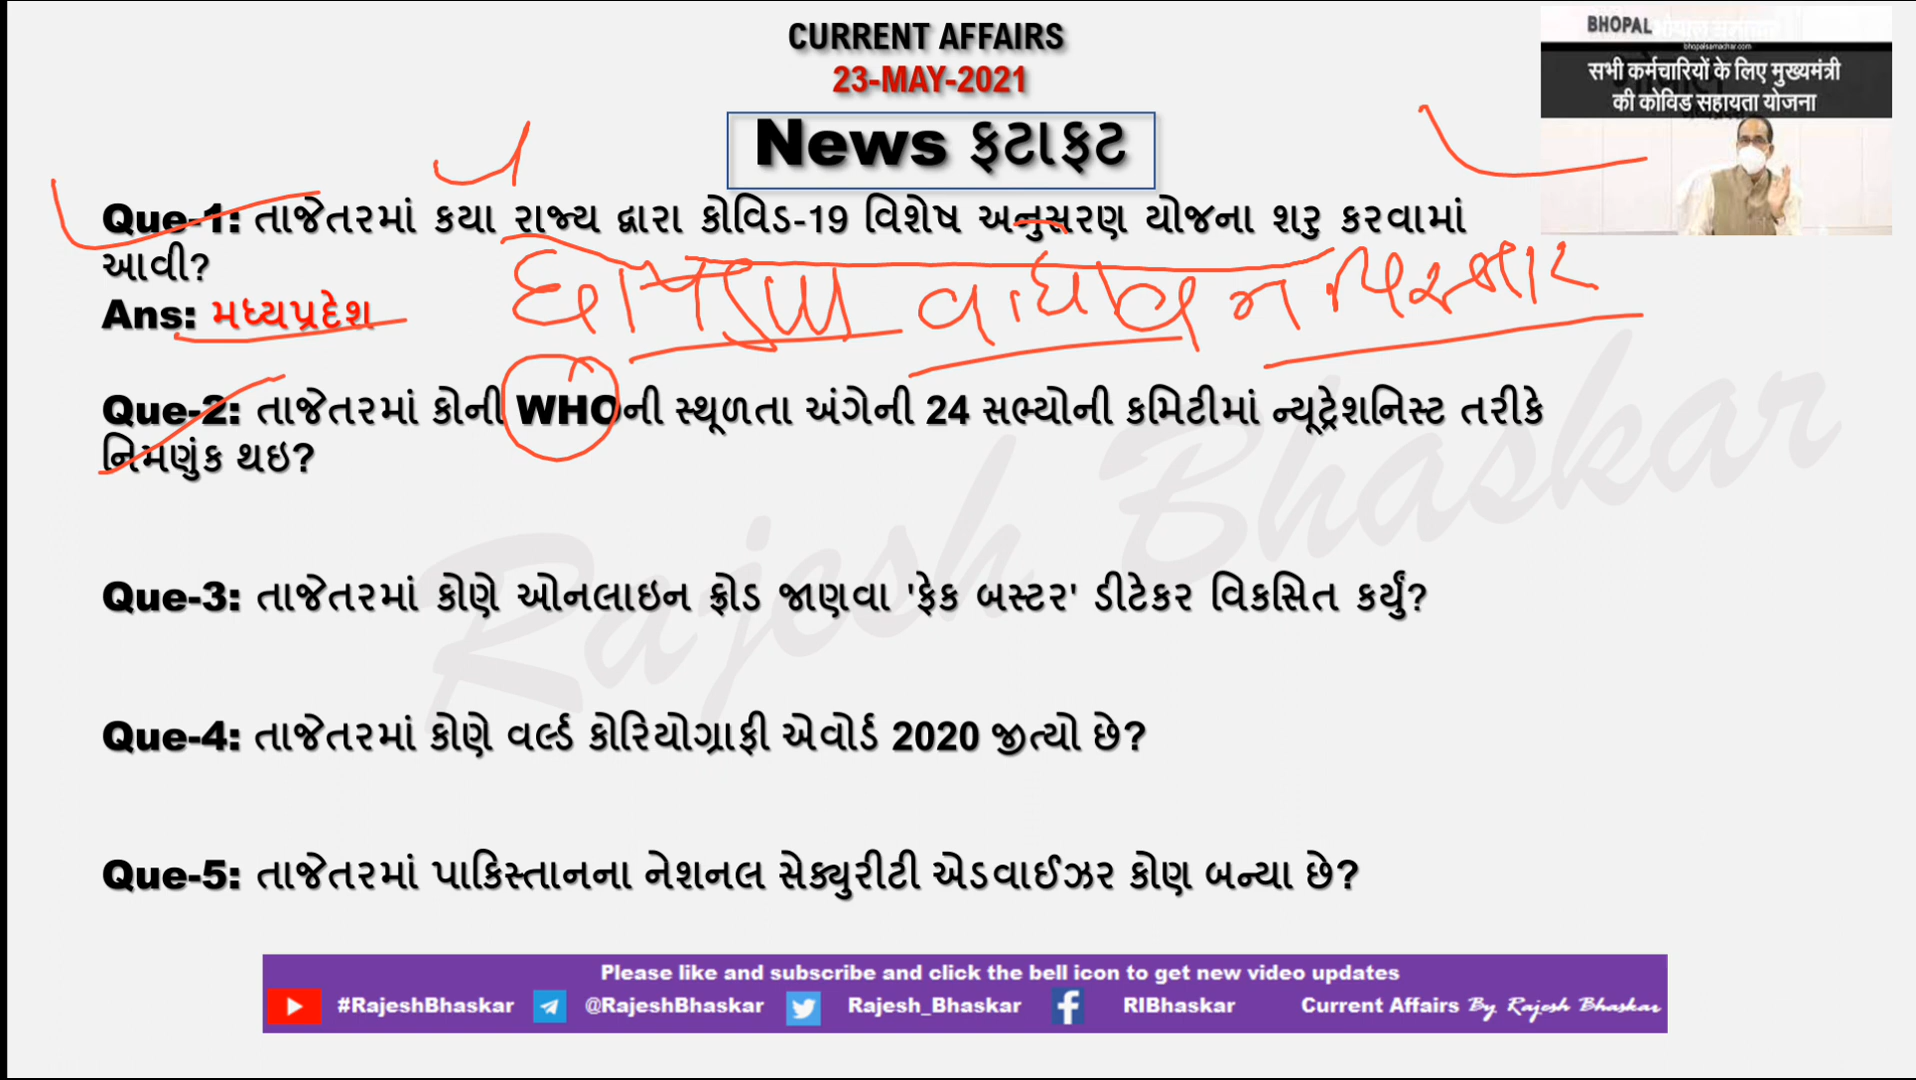 CURRENT AFFAIRS
23-MAY-2021
News ફટાફટ
BHOPAL
bhopalsamachar.com
सभी कर्मचारियों के लिए मुख्यमंत्री
की कोविड सहायता योजना
Que-1: તાજેતરમાં કયા રાજ્ય દ્વારા કોવિડ-19 વિશેષ અનુસરણ યોજના શરુ કરવામાં
આવી?
Ans: મધ્યપ્રદેશ
Que-2: તાજેતરમાં કોની WHOની સ્થૂળતા અંગેની 24 સભ્યોની કમિટીમાં ન્યૂટ્રેશનિસ્ટ તરીકે
નિમણુંક થઇ?
Que-3: તાજેતરમાં કોણે ઓનલાઇન ફ્રોડ જાણવા 'ફેક બસ્ટર' ડીટેકર વિકસિત કર્યું?
Que-4: તાજેતરમાં કોણે વર્લ્ડ કોરિયોગ્રાફી એવોર્ડ 2020 જીત્યો છે?
Que-5: તાજેતરમાં પાકિસ્તાનના નેશનલ સેક્યુરીટી એડવાઈઝર કોણ બન્યા છે?
Rajesh Bhaskar
Please like and subscribe and click the bell icon to get new video updates
#RajeshBhaskar @RajeshBhaskar Rajesh_Bhaskar RIBhaskar Current Affairs By Rajesh Bhaskar